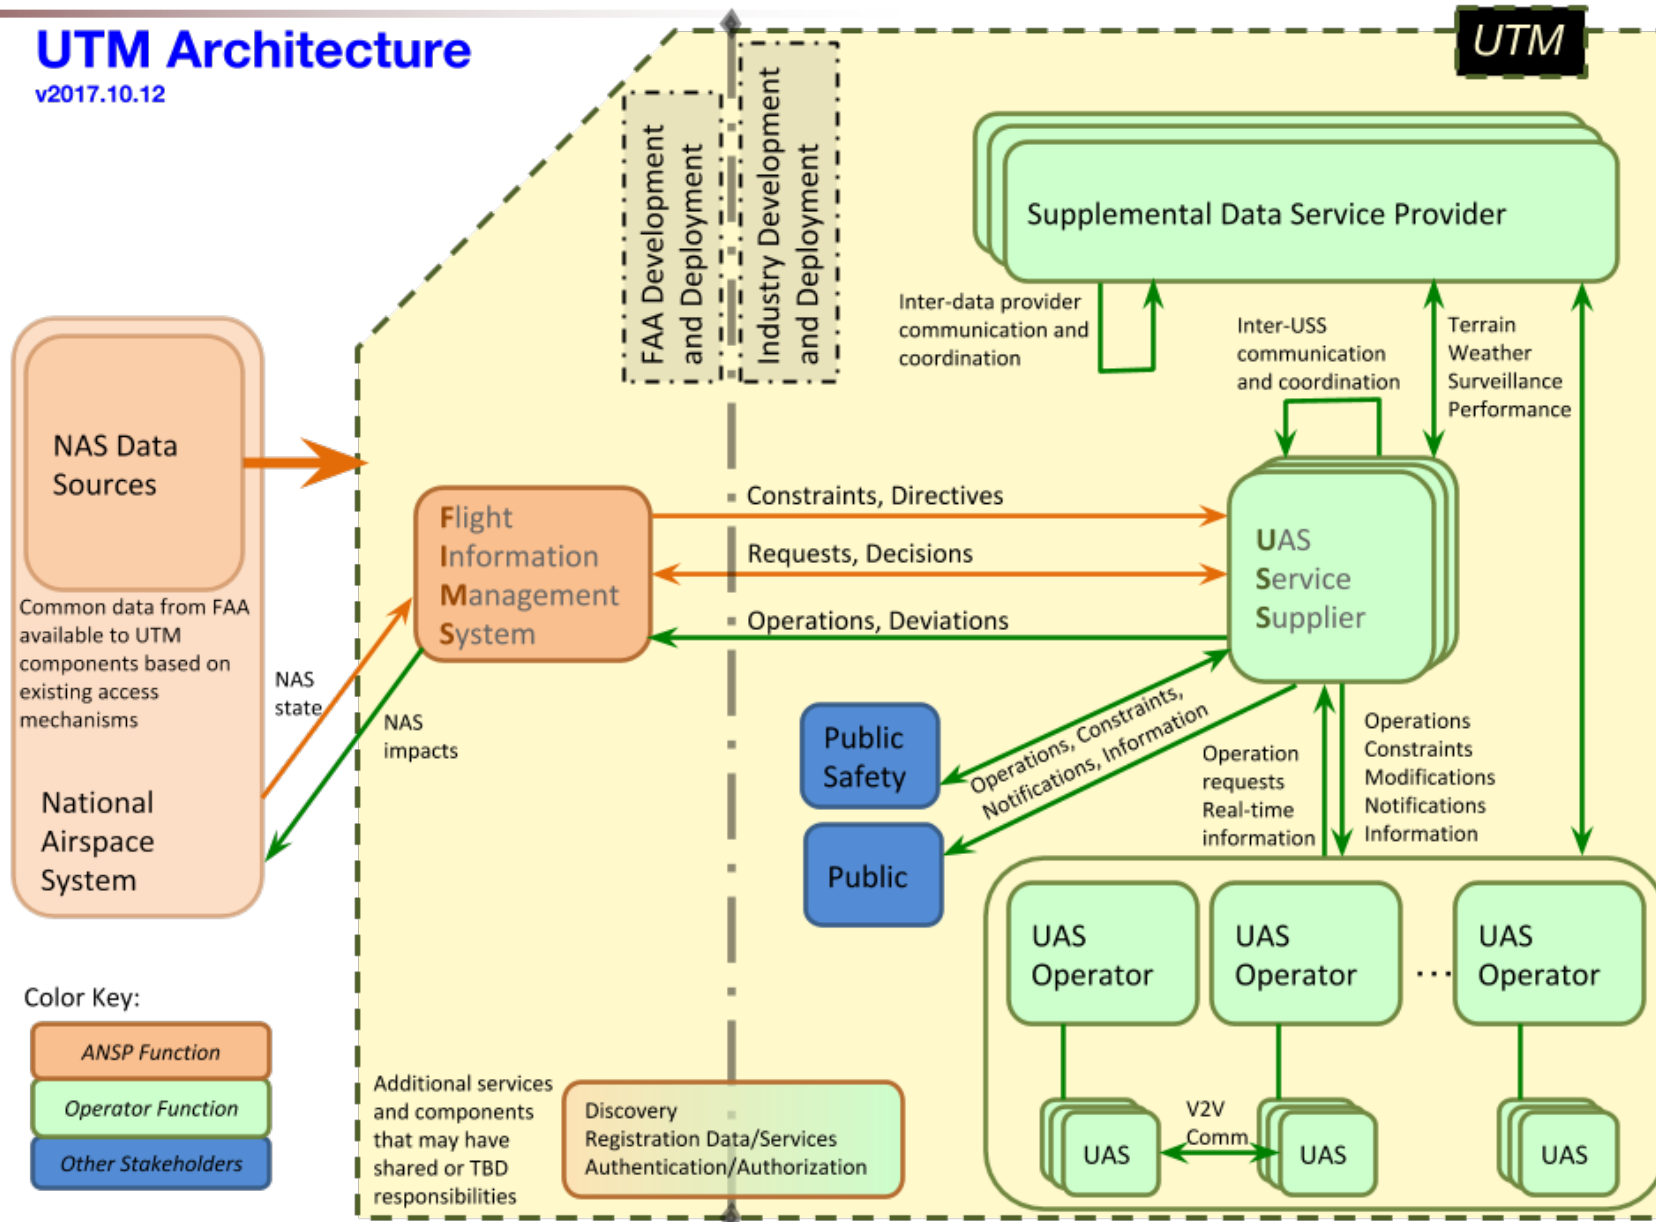 UTM Architecture
v2017.10.12
UTM
FAA Development
and Deployment
Industry Development
and Deployment
Supplemental Data Service Provider
Inter-data provider
communication and
coordination
Inter-USS
communication
and coordination
Terrain
Weather
Surveillance
Performance
NAS Data
Sources
Common data from FAA
available to UTM
components based on
existing access
mechanisms
National
Airspace
System
NAS
state
NAS
impacts
Flight
Information
Management
System
Constraints, Directives
Requests, Decisions
Operations, Deviations
UAS
Service
Supplier
Public
Safety
Public
Operations, Constraints,
Notifications, Information
Operation
requests
Real-time
information
Operations
Constraints
Modifications
Notifications
Information
UAS
Operator
UAS
Operator
...
UAS
Operator
UAS
V2V
Comm
UAS
UAS
Color Key:
ANSP Function
Operator Function
Other Stakeholders
Additional services
and components
that may have
shared or TBD
responsibilities
Discovery
Registration Data/Services
Authentication/Authorization